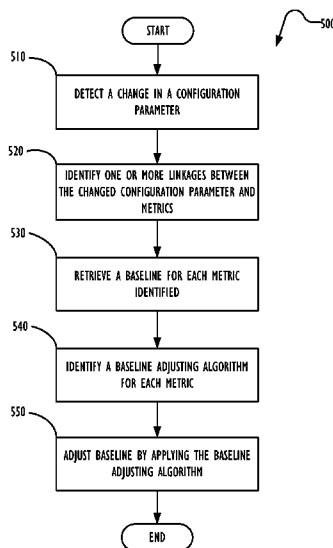 START
500
510
DETECT A CHANGE IN A CONFIGURATION
PARAMETER
520
IDENTIFY ONE OR MORE LINKAGES BETWEEN
THE CHANGED CONFIGURATION PARAMETER AND
METRICS
530
RETRIEVE A BASELINE FOR EACH METRIC
IDENTIFIED
540
IDENTIFY A BASELINE ADJUSTING ALGORITHM
FOR EACH METRIC
550
ADJUST BASELINE BY APPLYING THE BASELINE
ADJUSTING ALGORITHM
END